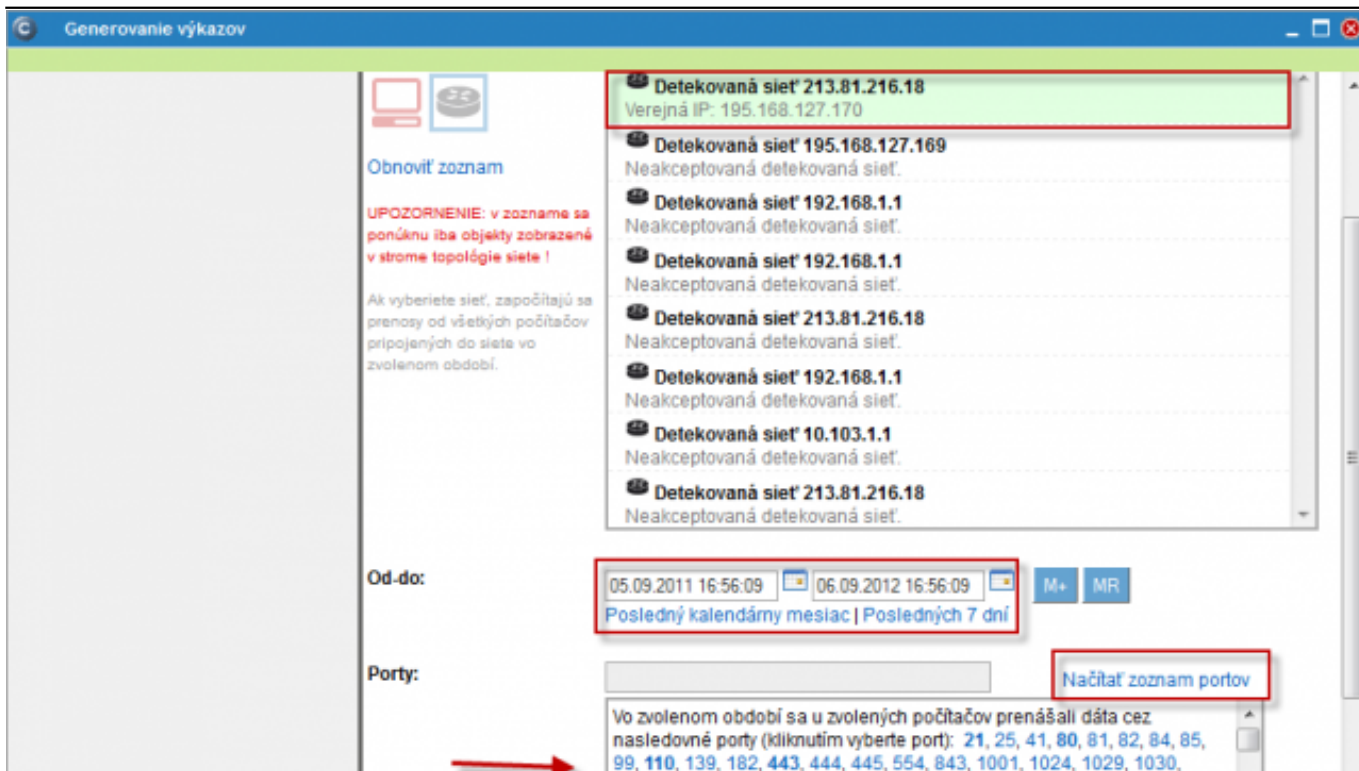 Generovanie výkazov
Obnoviť zoznam
UPOZORNENIE: v zozname sa
ponúknu iba objekty zobrazené
v strome topológie siete !
Ak vyberiete sieť, započítajú sa
prenosy od všetkých počítačov
pripojených do siete vo
zvolenom období.
Detekovaná sieť 213.81.216.18
Verejná IP: 195.168.127.170
Detekovaná sieť 195.168.127.169
Neakceptovaná detekovaná sieť.
Detekovaná sieť 192.168.1.1
Neakceptovaná detekovaná sieť.
Detekovaná sieť 192.168.1.1
Neakceptovaná detekovaná sieť.
Detekovaná sieť 213.81.216.18
Neakceptovaná detekovaná sieť.
Detekovaná sieť 192.168.1.1
Neakceptovaná detekovaná sieť.
Detekovaná sieť 10.103.1.1
Neakceptovaná detekovaná sieť.
Detekovaná sieť 213.81.216.18
Neakceptovaná detekovaná sieť.
Od-do:
05.09.2011 16:56:09 06.09.2012 16:56:09 M+ MR
Posledný kalendárny mesiac | Posledných 7 dní
Porty:
Načítať zoznam portov
Vo zvolenom období sa u zvolených počítačov prenášali dáta cez
nasledovné porty (kliknutím vyberte port): 21, 25, 41, 80, 81, 82, 84, 85,
99, 110, 139, 182, 443, 444, 445, 554, 843, 1001, 1024, 1029, 1030,